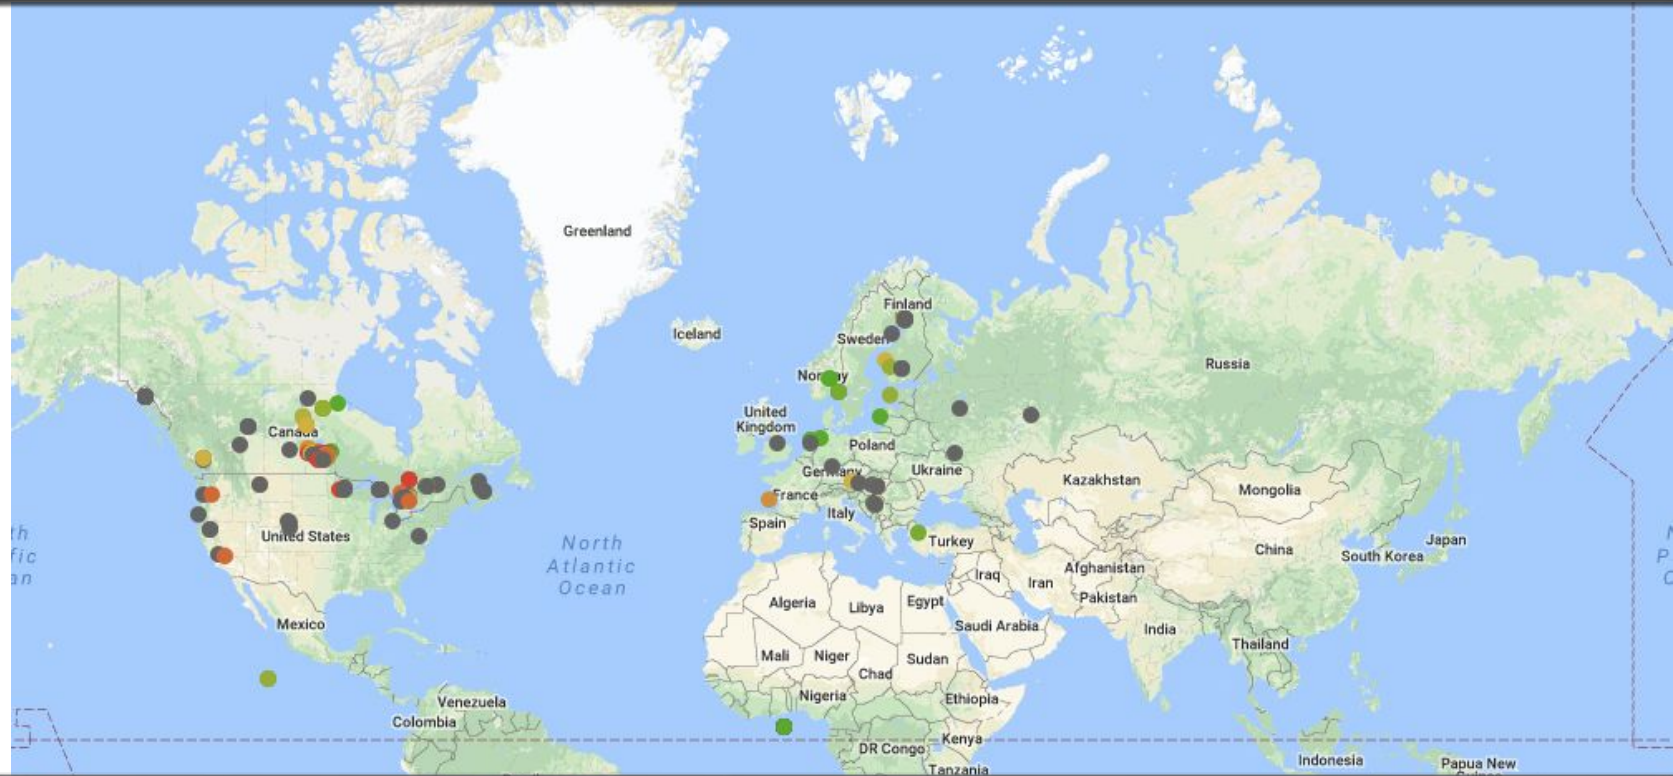 Greenland
Iceland
Finland
Sweden
Norway
Russia
United
Kingdom
Poland
Germany
Ukraine
France
Italy
Spain
Turkey
Kazakhstan
Mongolia
Canada
United States
North
Atlantic
Ocean
Mexico
China
South Korea
Japan
Iraq
Iran
Afghanistan
Pakistan
Algeria
Libya
Egypt
Saudi Arabia
India
Thailand
Mali
Niger
Chad
Sudan
Nigeria
Ethiopia
Venezuela
Colombia
DR Congo
Kenya
Tanzania
Indonesia
Papua New